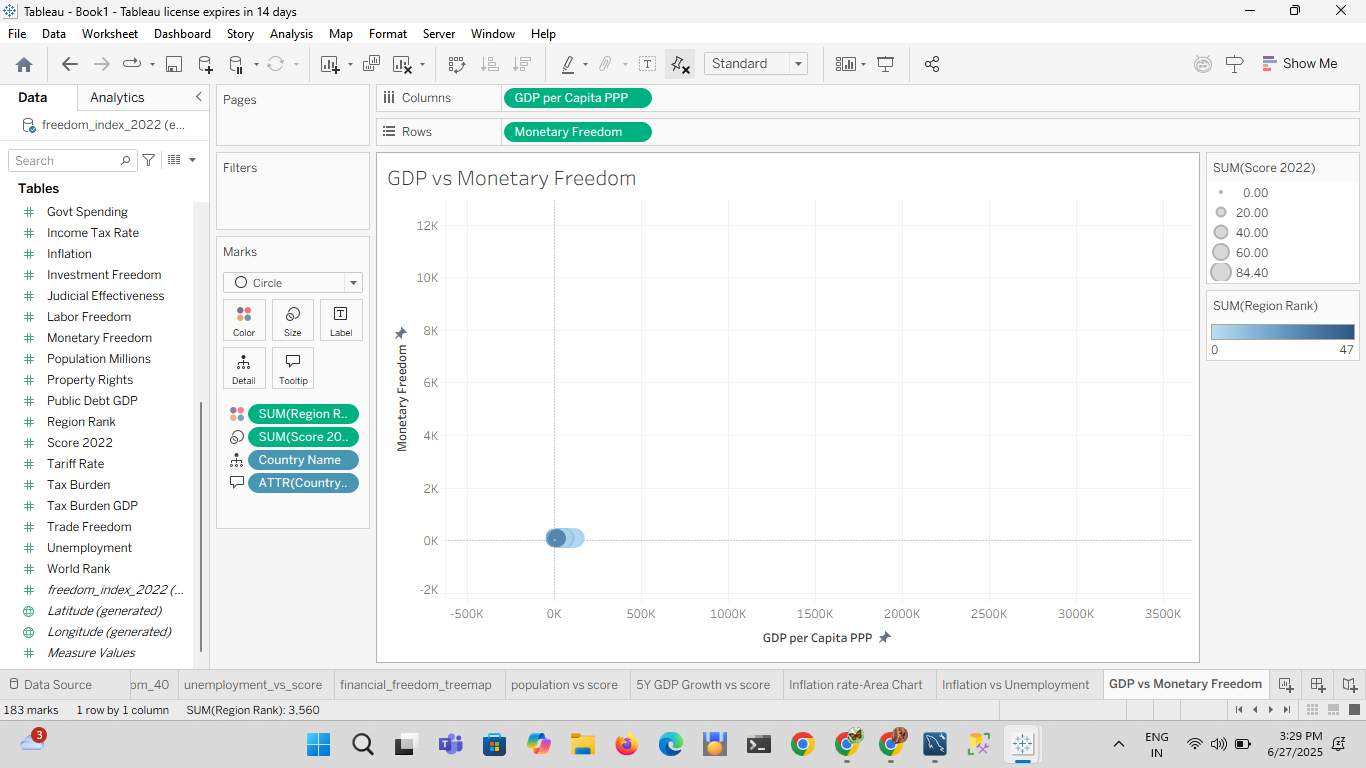 Tableau - Book1 - Tableau license expires in 14 days
File Data Worksheet Dashboard Story Analysis Map Format Server Window Help
Standard
Show Me
Data Analytics
freedom_index_2022 (e...
Search
Tables
Govt Spending
Income Tax Rate
Inflation
Investment Freedom
Judicial Effectiveness
Labor Freedom
Monetary Freedom
Population Millions
Property Rights
Public Debt GDP
Region Rank
Score 2022
Tariff Rate
Tax Burden
Tax Burden GDP
Trade Freedom
Unemployment
World Rank
freedom_index_2022 (...
Latitude (generated)
Longitude (generated)
Measure Values
Pages
Filters
Marks
Circle
Color Size Label
Detail Tooltip
SUM(Region R..
SUM(Score 20..
Country Name
ATTR(Country..
Columns GDP per Capita PPP
Rows Monetary Freedom
GDP vs Monetary Freedom
12K
10K
8K
6K
4K
2K
0K
-2K
Monetary Freedom
-500K 0K 500K 1000K 1500K 2000K 2500K 3000K 3500K
GDP per Capita PPP
SUM(Score 2022)
0.00
20.00
40.00
60.00
84.40
SUM(Region Rank)
0 47
Data Source om_40 unemployment_vs_score financial_freedom_treemap population vs score 5Y GDP Growth vs score Inflation rate-Area Chart Inflation vs Unemployment GDP vs Monetary Freedom
183 marks 1 row by 1 column SUM(Region Rank): 3,560
3
ENG
IN
3:29 PM
6/27/2025